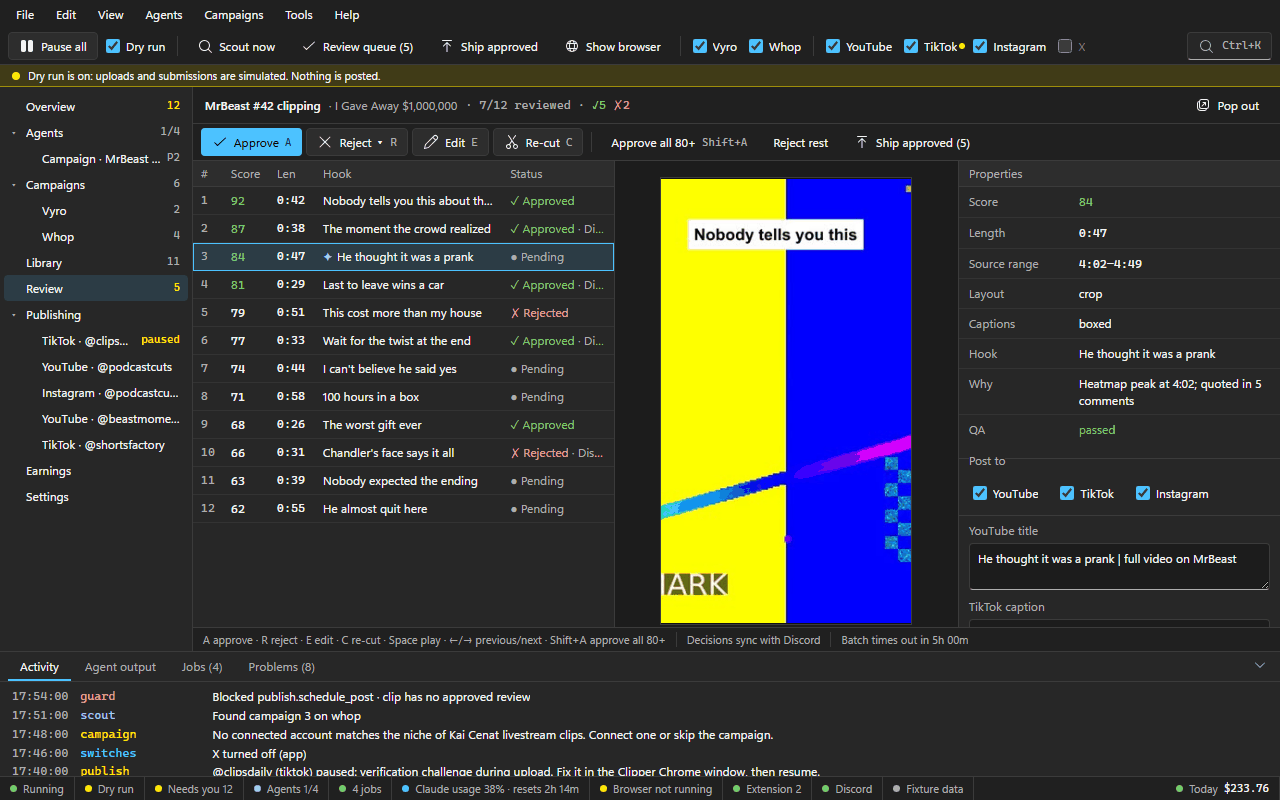 File Edit View Agents Campaigns Tools Help
Pause all Dry run Scout now Review queue (5) Ship approved Show browser Vyro Whop YouTube TikTok Instagram X Ctrl+K
Dry run is on: uploads and submissions are simulated. Nothing is posted.
Overview 12
Agents 1/4
Campaign · MrBeast ... P2
Campaigns 6
Vyro 2
Whop 4
Library 11
Review 5
Publishing
TikTok · @clips... paused
YouTube · @podcastcuts
Instagram · @podcastcu...
YouTube · @beastmome...
TikTok · @shortsfactory
Earnings
Settings
MrBeast #42 clipping · I Gave Away $1,000,000 · 7/12 reviewed · ✓5 ✗2 Pop out
Approve A Reject R Edit E Re-cut C Approve all 80+ Shift+A Reject rest Ship approved (5)
# Score Len Hook Status
1 92 0:42 Nobody tells you this about th... ✓ Approved
2 87 0:38 The moment the crowd realized ✓ Approved · Di...
3 84 0:47 ✦ He thought it was a prank ● Pending
4 81 0:29 Last to leave wins a car ✓ Approved · Di...
5 79 0:51 This cost more than my house ✗ Rejected
6 77 0:33 Wait for the twist at the end ✓ Approved · Di...
7 74 0:44 I can't believe he said yes ● Pending
8 71 0:58 100 hours in a box ● Pending
9 68 0:26 The worst gift ever ✓ Approved
10 66 0:31 Chandler's face says it all ✗ Rejected · Dis...
11 63 0:39 Nobody expected the ending ● Pending
12 62 0:55 He almost quit here ● Pending
Nobody tells you this
ARK
Properties
Score 84
Length 0:47
Source range 4:02–4:49
Layout crop
Captions boxed
Hook He thought it was a prank
Why Heatmap peak at 4:02; quoted in 5
comments
QA passed
Post to
YouTube TikTok Instagram
YouTube title
He thought it was a prank | full video on MrBeast
TikTok caption
A approve · R reject · E edit · C re-cut · Space play · ←/→ previous/next · Shift+A approve all 80+ Decisions sync with Discord Batch times out in 5h 00m
Activity Agent output Jobs (4) Problems (8)
17:54:00 guard Blocked publish.schedule_post · clip has no approved review
17:51:00 scout Found campaign 3 on whop
17:48:00 campaign No connected account matches the niche of Kai Cenat livestream clips. Connect one or skip the campaign.
17:46:00 switches X turned off (app)
17:40:00 publish @clipsdaily (tiktok) paused: verification challenge during upload. Fix it in the Clipper Chrome window, then resume.
Running Dry run Needs you 12 Agents 1/4 4 jobs Claude usage 38% · resets 2h 14m Browser not running Extension 2 Discord Fixture data Today $233.76